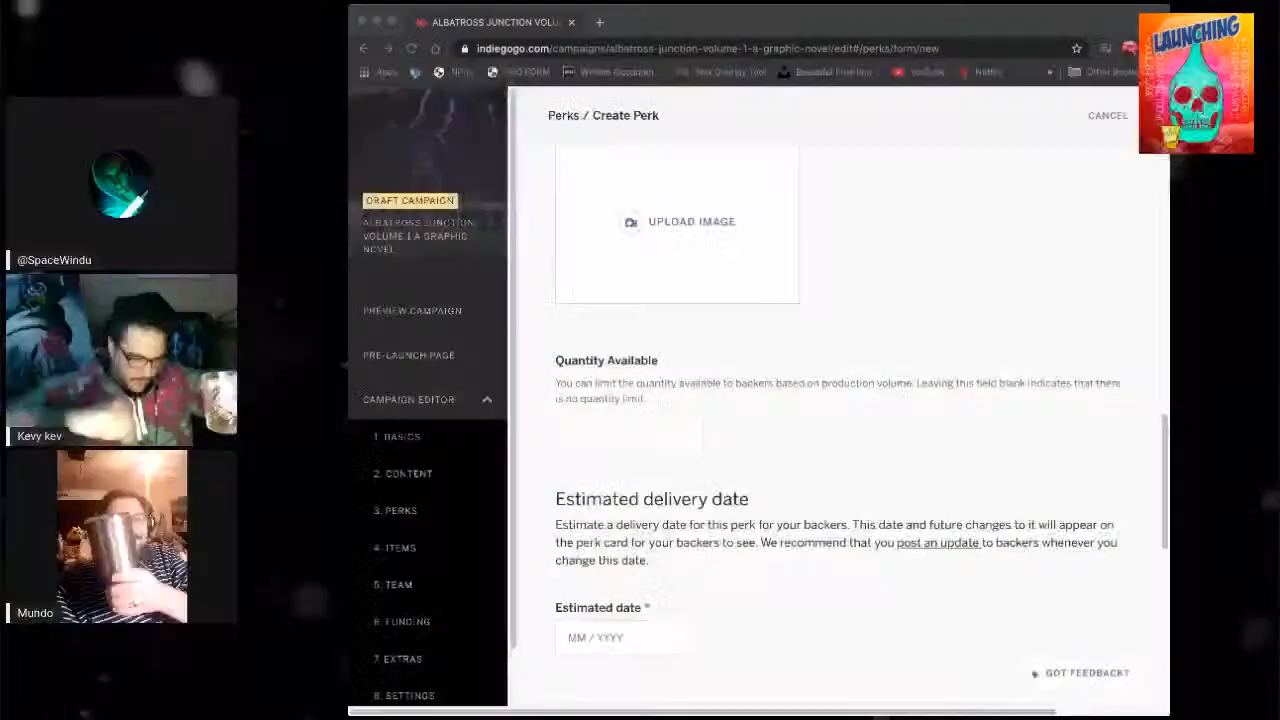 ALBATROSS JUNCTION VOLU
indiegogo.com/campaigns/albatross-junction-volume-1-a-graphic-novel/edit#/perks/form/new
Apps
YouTube
Netflix
LAUNCHING
Perks / Create Perk
CANCEL
DRAFT CAMPAIGN
ALBATROSS JUNCTION
VOLUME 1 A GRAPHIC
NOVEL
PREVIEW CAMPAIGN
PRE-LAUNCH PAGE
CAMPAIGN EDITOR
1. BASICS
2. CONTENT
3. PERKS
4. ITEMS
5. TEAM
6. FUNDING
7. EXTRAS
8. SETTINGS
UPLOAD IMAGE
Quantity Available
You can limit the quantity available to backers based on production volume. Leaving this field blank indicates that there
is no quantity limit.
Estimated delivery date
Estimate a delivery date for this perk for your backers. This date and future changes to it will appear on
the perk card for your backers to see. We recommend that you post an update to backers whenever you
change this date.
Estimated date *
MM / YYYY
GOT FEEDBACK?
@SpaceWindu
Kevy kev
Mundo